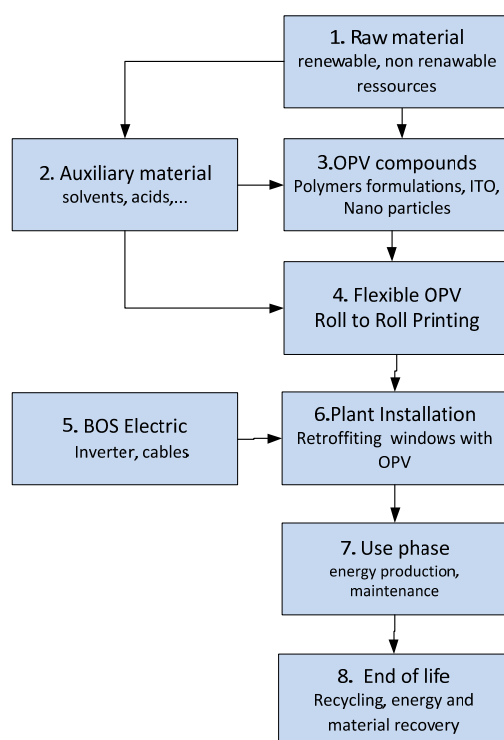 1. Raw material
renewable, non renawable
ressources
2. Auxiliary material
solvents, acids,...
3.OPV compounds
Polymers formulations, ITO,
Nano particles
4. Flexible OPV
Roll to Roll Printing
5. BOS Electric
Inverter, cables
6.Plant Installation
Retroffiting windows with
OPV
7. Use phase
energy production,
maintenance
8. End of life
Recycling, energy and
material recovery